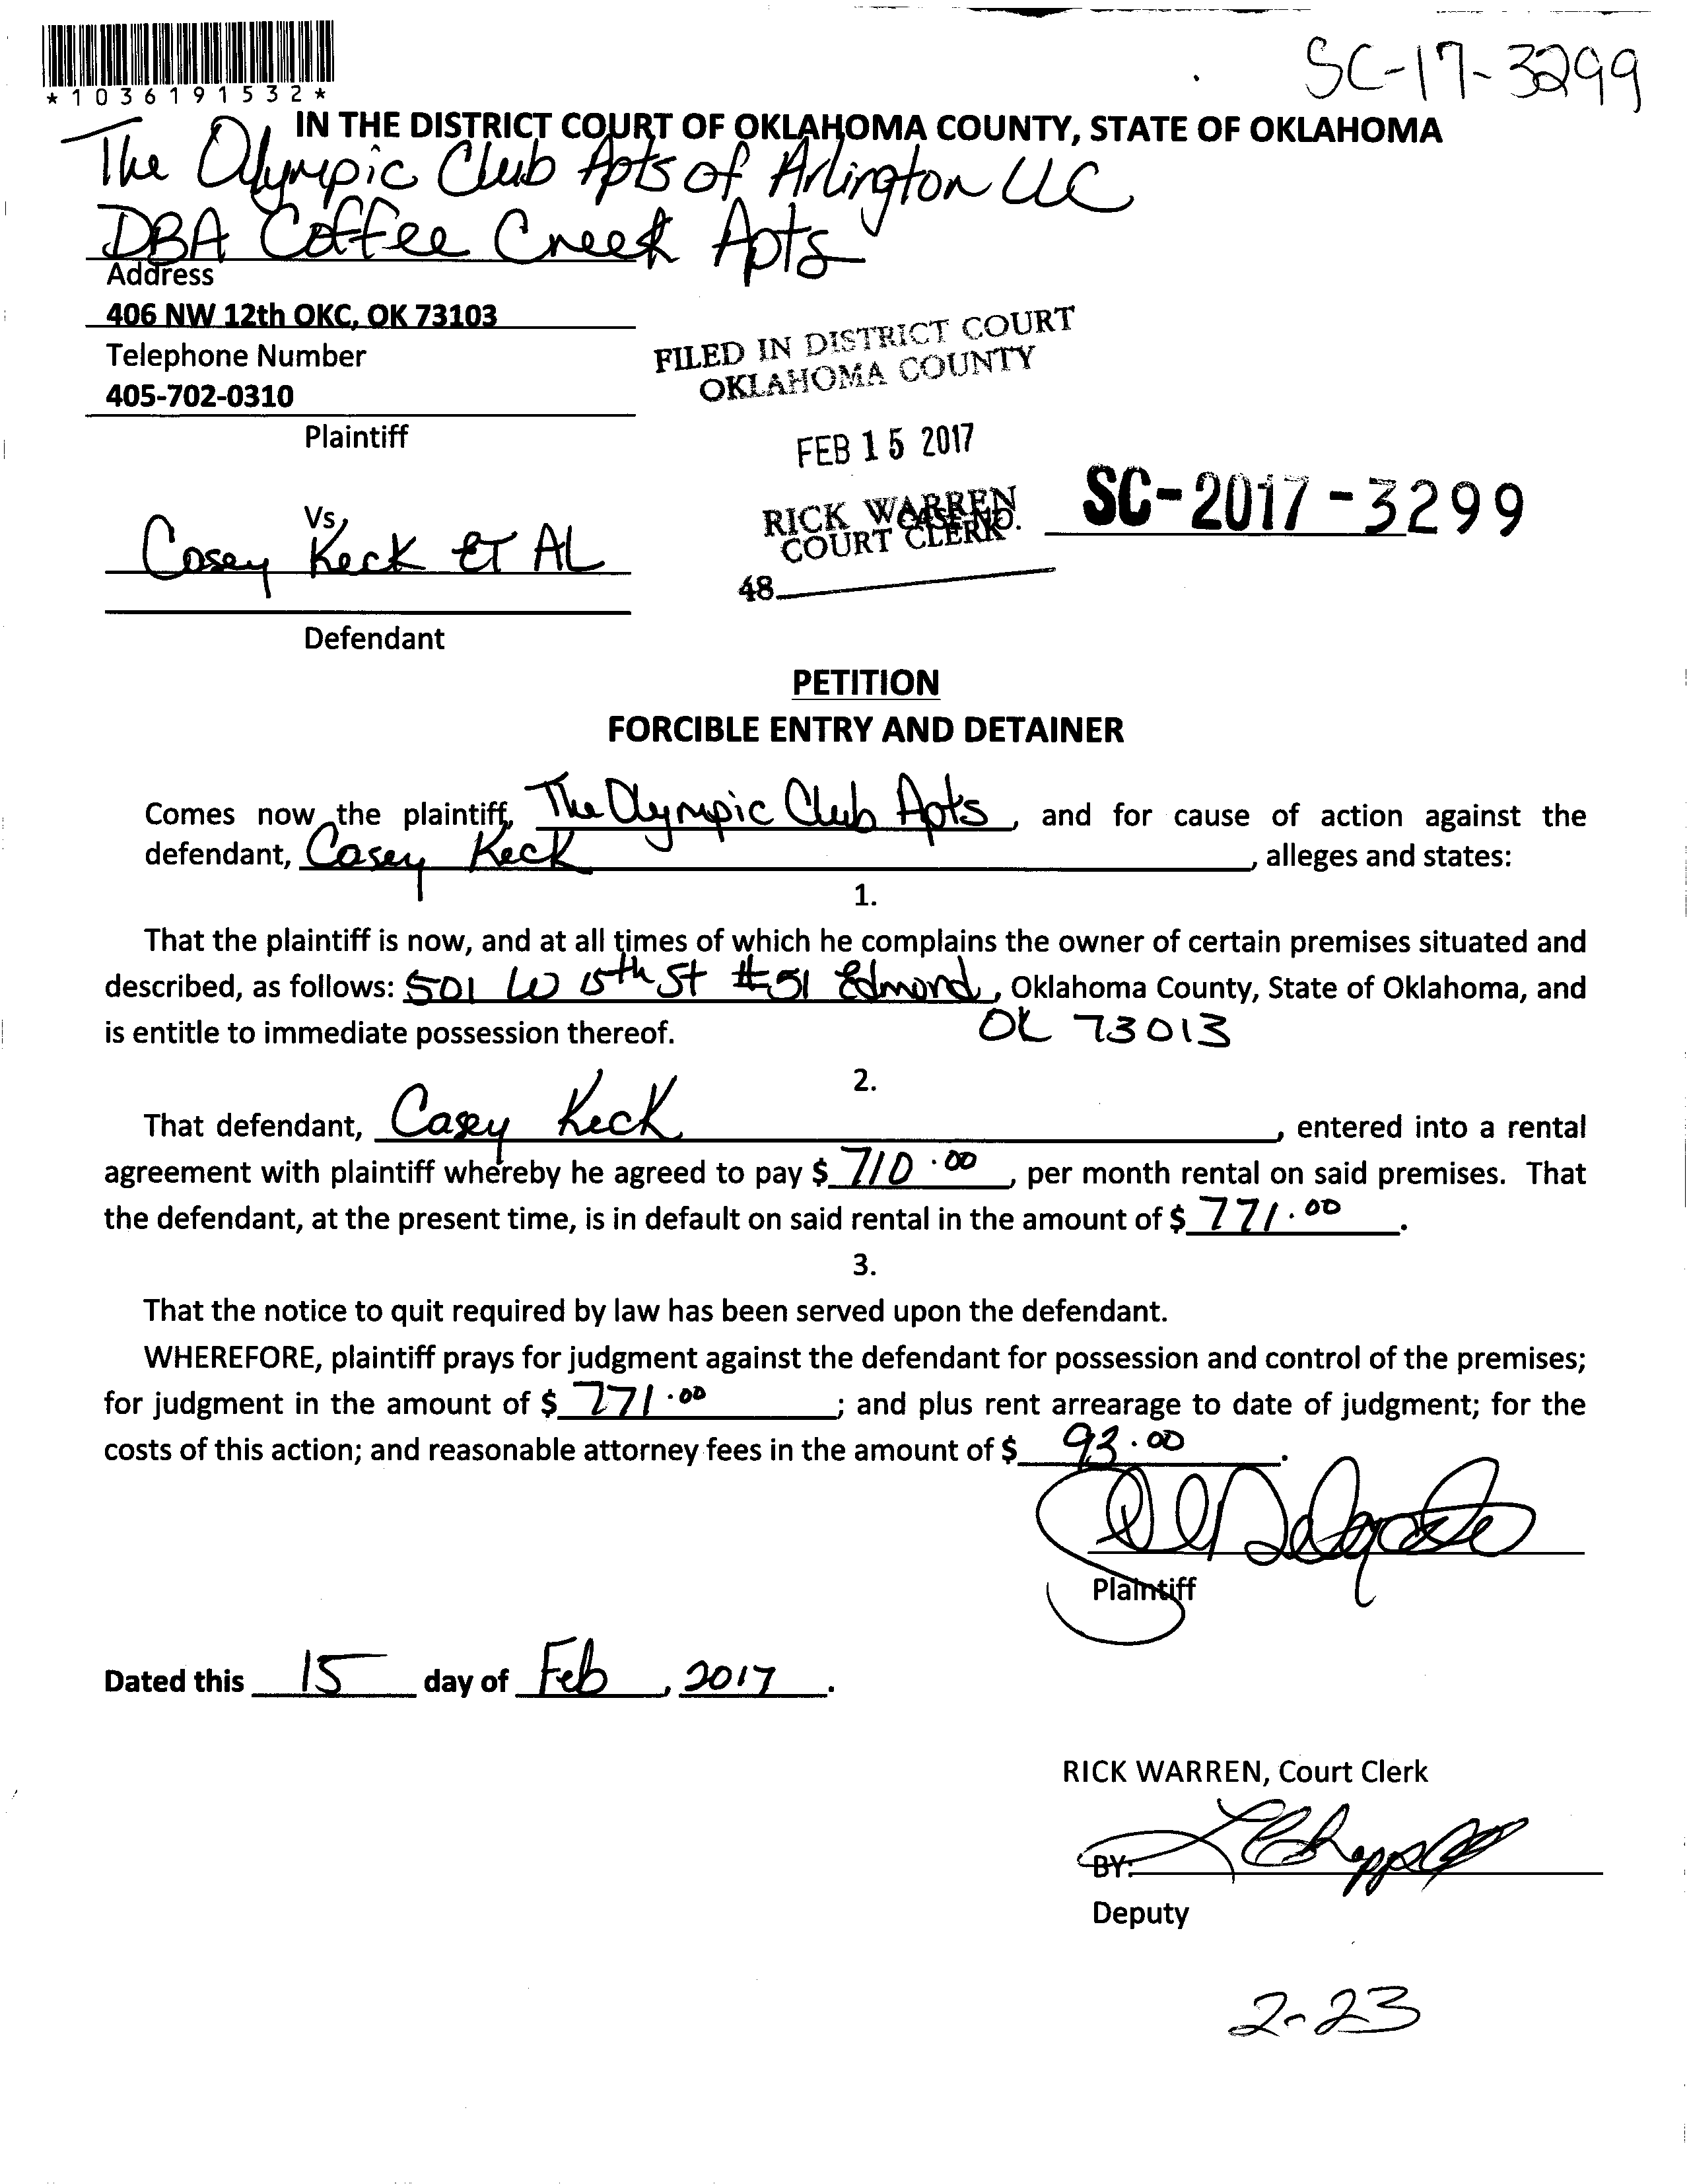 *1036191532*
SC-17-3299
IN THE DISTRICT COURT OF OKLAHOMA COUNTY, STATE OF OKLAHOMA
The Olympic Club Apts of Arlington LLC
DBA Coffee Creek Apts
Address
406 NW 12th OKC, OK 73103
Telephone Number
405-702-0310
Plaintiff
FILED IN DISTRICT COURT
OKLAHOMA COUNTY
FEB 15 2017
RICK WARREN
COURT CLERK
48
CASE NO. SC-2017-3299
Vs,
Casey Keck ET AL
Defendant
PETITION
FORCIBLE ENTRY AND DETAINER
Comes now the plaintiff, The Olympic Club Apts, and for cause of action against the
defendant, Casey Keck, alleges and states:
1.
That the plaintiff is now, and at all times of which he complains the owner of certain premises situated and
described, as follows: 501 W 15th St #51 Edmond, Oklahoma County, State of Oklahoma, and
OK 73013
is entitle to immediate possession thereof.
2.
That defendant, Casey Keck, entered into a rental
agreement with plaintiff whereby he agreed to pay $ 710.00, per month rental on said premises. That
the defendant, at the present time, is in default on said rental in the amount of $ 771.00.
3.
That the notice to quit required by law has been served upon the defendant.
WHEREFORE, plaintiff prays for judgment against the defendant for possession and control of the premises;
for judgment in the amount of $ 771.00; and plus rent arrearage to date of judgment; for the
costs of this action; and reasonable attorney fees in the amount of $ 93.00.
Plaintiff
Dated this 15 day of Feb, 2017.
RICK WARREN, Court Clerk
BY:
Deputy
2-23